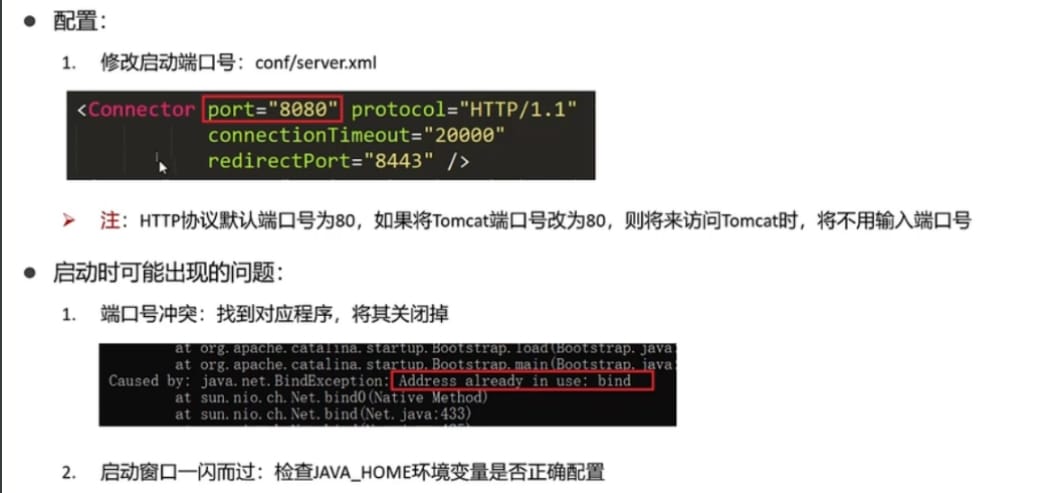 ● 配置：
1. 修改启动端口号：conf/server.xml
<Connector port="8080" protocol="HTTP/1.1"
connectionTimeout="20000"
redirectPort="8443" />
➢ 注：HTTP协议默认端口号为80，如果将Tomcat端口号改为80，则将来访问Tomcat时，将不用输入端口号
● 启动时可能出现的问题：
1. 端口号冲突：找到对应程序，将其关闭掉
at org.apache.catalina.startup.Bootstrap.load(Bootstrap.java
at org.apache.catalina.startup.Bootstrap.main(Bootstrap.java
Caused by: java.net.BindException: Address already in use: bind
at sun.nio.ch.Net.bind0(Native Method)
at sun.nio.ch.Net.bind(Net.java:433)
2. 启动窗口一闪而过：检查JAVA_HOME环境变量是否正确配置